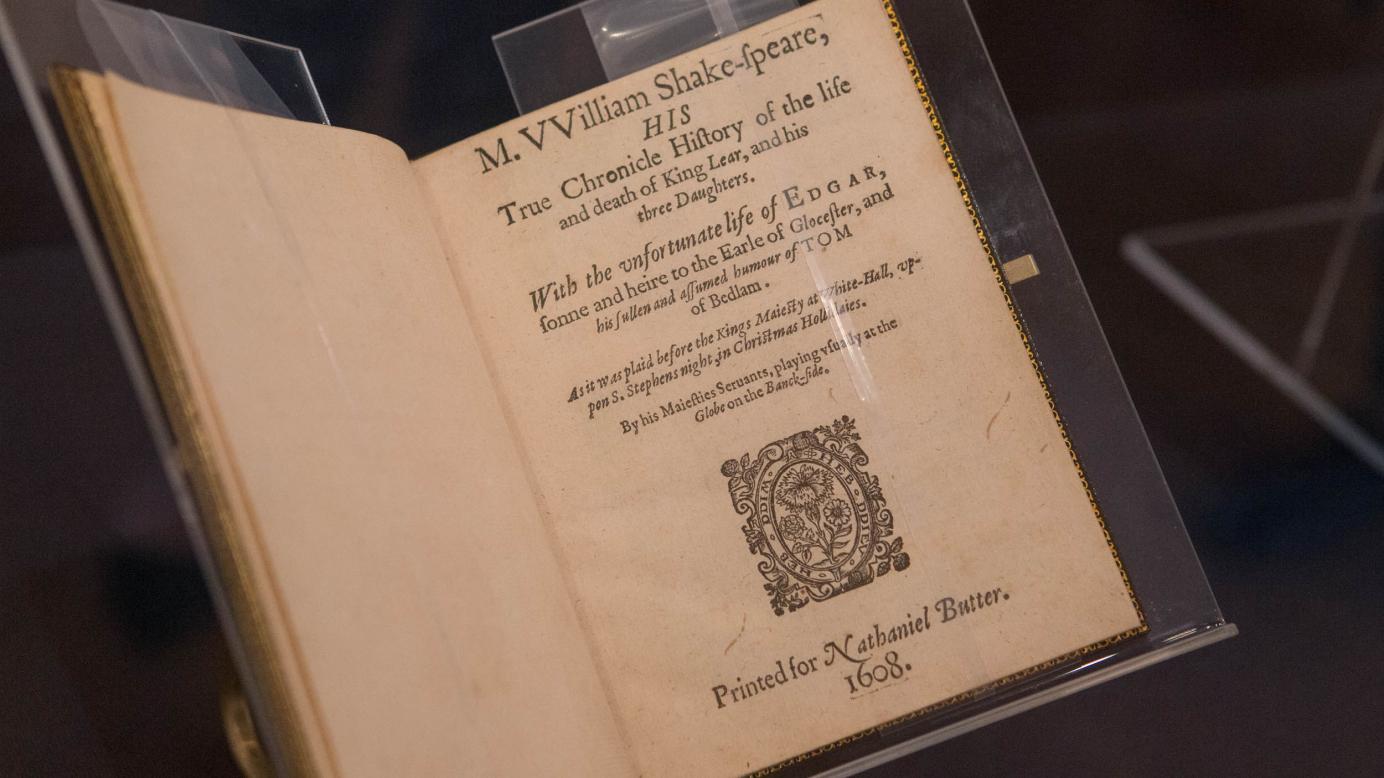 M. VVilliam Shake-ſpeare,
HIS
True Chronicle Hiſtory of the life
and death of King Lear, and his
three Daughters.
With the vnfortunate life of EDGAR,
ſonne and heire to the Earle of Gloceſter, and
his ſullen and aſſumed humour of TOM
of Bedlam.
As it was plaid before the Kings Maieſty at White-Hall, vp-
pon S. Stephens night, in Chriſtmas Hollidaies.
By his Maieſties Seruants, playing vſually at the
Globe on the Banck-ſide.
Printed for Nathaniel Butter.
1608.